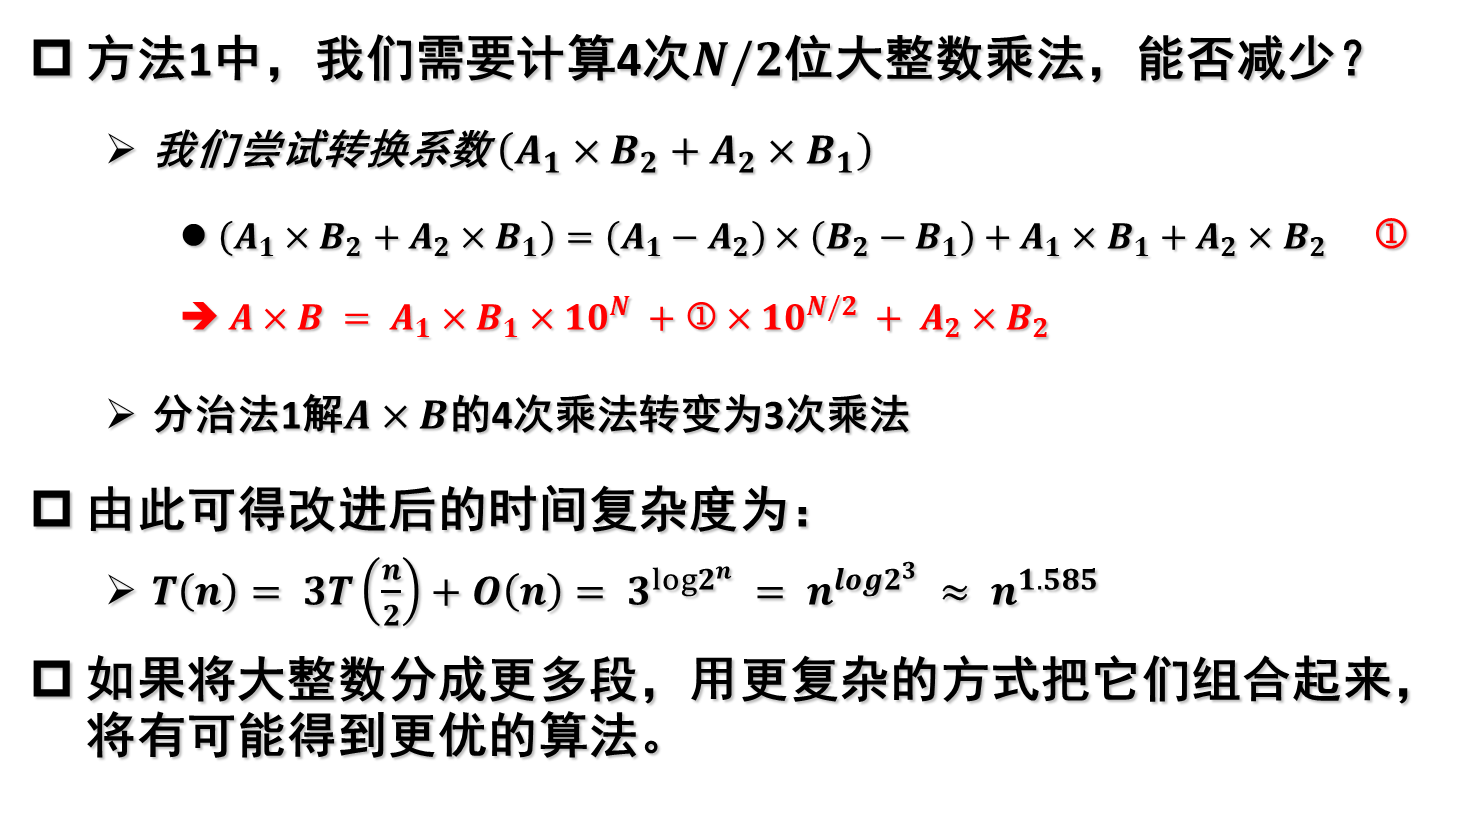 方法1中，我们需要计算4次N/2位大整数乘法，能否减少？
我们尝试转换系数(A₁ × B₂ + A₂ × B₁)
(A₁ × B₂ + A₂ × B₁) = (A₁ − A₂) × (B₂ − B₁) + A₁ × B₁ + A₂ × B₂ ①
➔ A × B = A₁ × B₁ × 10^N + ① × 10^{N/2} + A₂ × B₂
分治法1解A × B的4次乘法转变为3次乘法
由此可得改进后的时间复杂度为：
T(n) = 3T(n/2) + O(n) = 3^{log2^n} = n^{log2^3} ≈ n^{1.585}
如果将大整数分成更多段，用更复杂的方式把它们组合起来，
将有可能得到更优的算法。